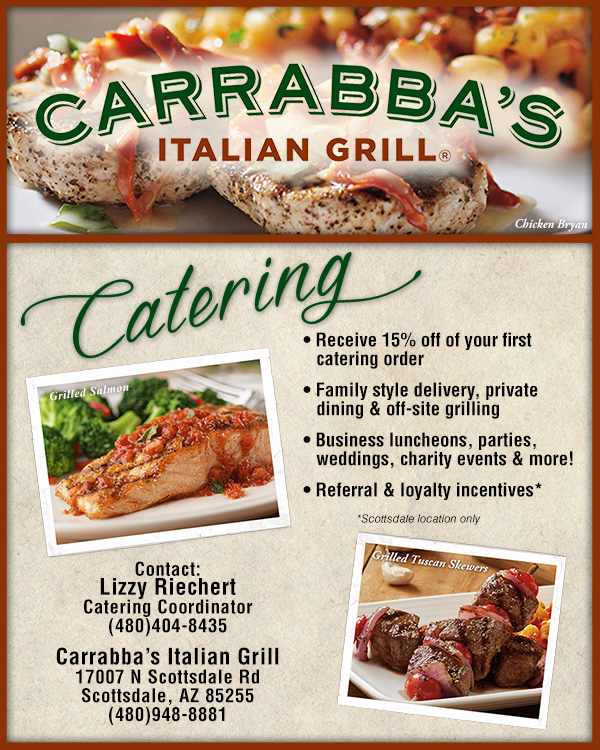 CARRABBA'S
ITALIAN GRILL®
Chicken Bryan
Catering
• Receive 15% off of your first
catering order
• Family style delivery, private
dining & off-site grilling
• Business luncheons, parties,
weddings, charity events & more!
• Referral & loyalty incentives*
*Scottsdale location only
Grilled Salmon
Contact:
Lizzy Riechert
Catering Coordinator
(480)404-8435
Carrabba's Italian Grill
17007 N Scottsdale Rd
Scottsdale, AZ 85255
(480)948-8881
Grilled Tuscan Skewers